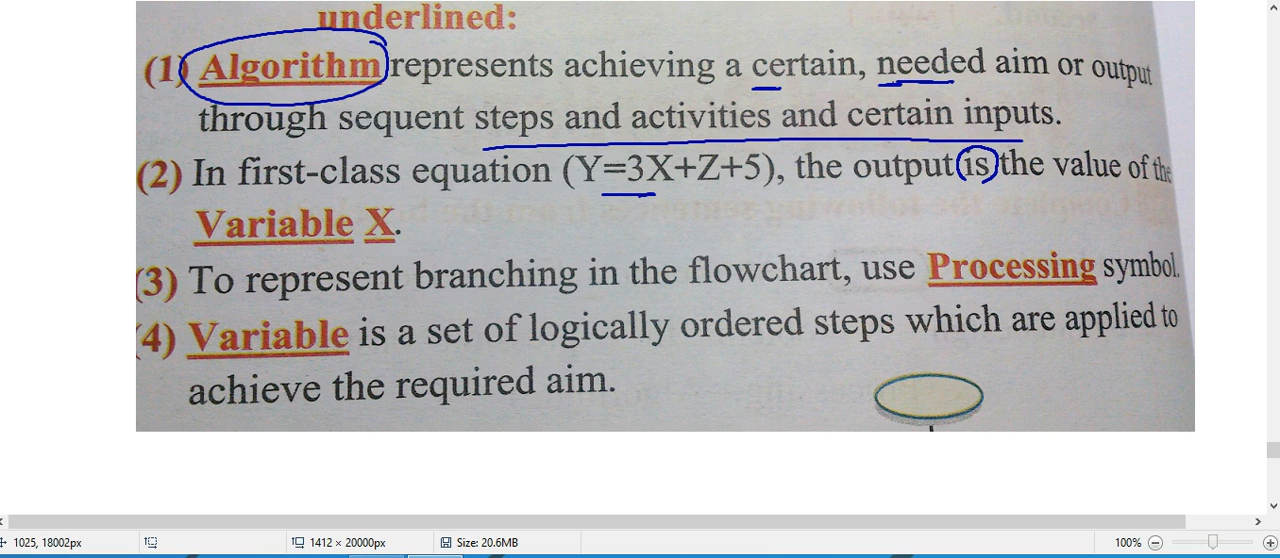 underlined:
(1) Algorithm represents achieving a certain, needed aim or output
through sequent steps and activities and certain inputs.
(2) In first-class equation (Y=3X+Z+5), the output is the value of the
Variable X.
(3) To represent branching in the flowchart, use Processing symbol.
(4) Variable is a set of logically ordered steps which are applied to
achieve the required aim.
1025, 18002px 1412 × 20000px Size: 20.6MB 100%